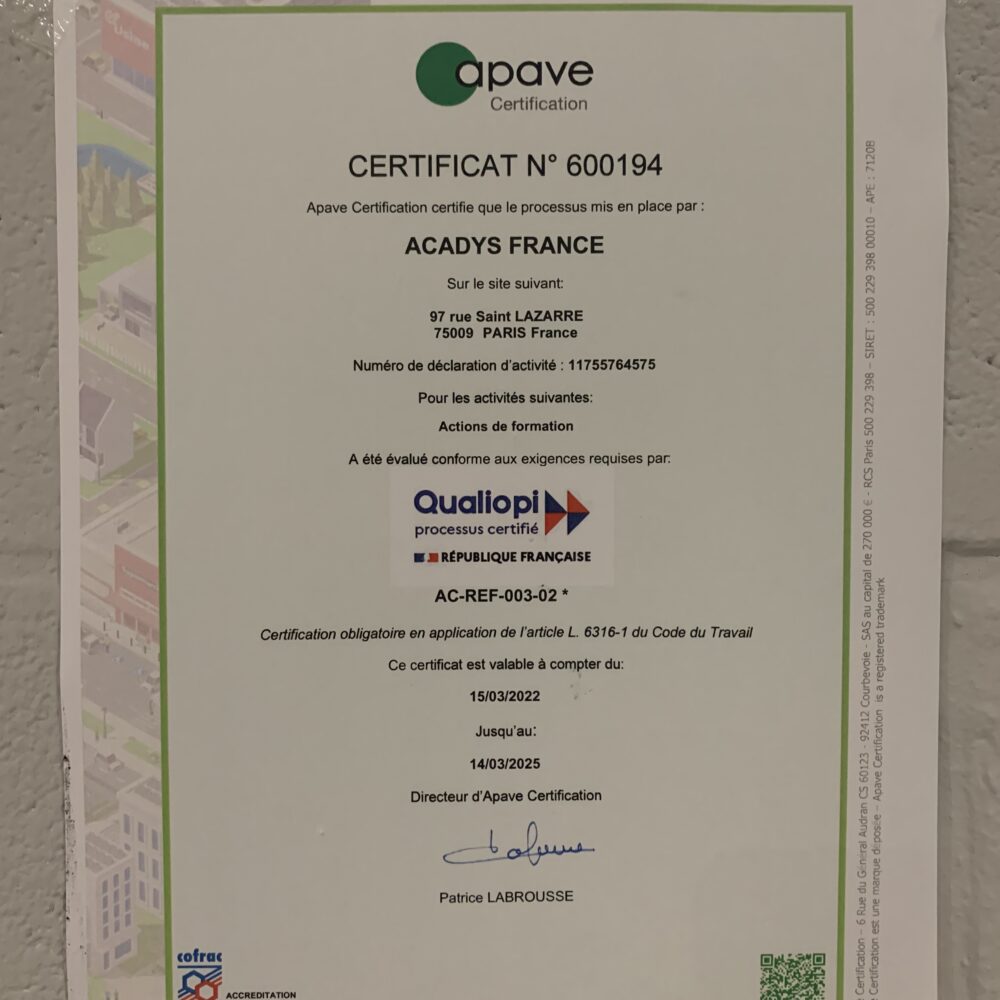 apave
Certification
CERTIFICAT N° 600194
Apave Certification certifie que le processus mis en place par :
ACADYS FRANCE
Sur le site suivant:
97 rue Saint LAZARRE
75009 PARIS France
Numéro de déclaration d'activité : 11755764575
Pour les activités suivantes:
Actions de formation
A été évalué conforme aux exigences requises par:
Qualiopi
processus certifié
RÉPUBLIQUE FRANÇAISE
AC-REF-003-02 *
Certification obligatoire en application de l'article L. 6316-1 du Code du Travail
Ce certificat est valable à compter du:
15/03/2022
Jusqu'au:
14/03/2025
Directeur d'Apave Certification
Patrice LABROUSSE
cofrac
ACCREDITATION
Certification – 6 Rue du Général Audran CS 60123 - 92412 Courbevoie - SAS au capital de 270 000 € - RCS Paris 500 229 398 – SIRET : 500 229 398 00010 – APE : 7120B
Certification est une marque déposée – Apave Certification is a registered trademark